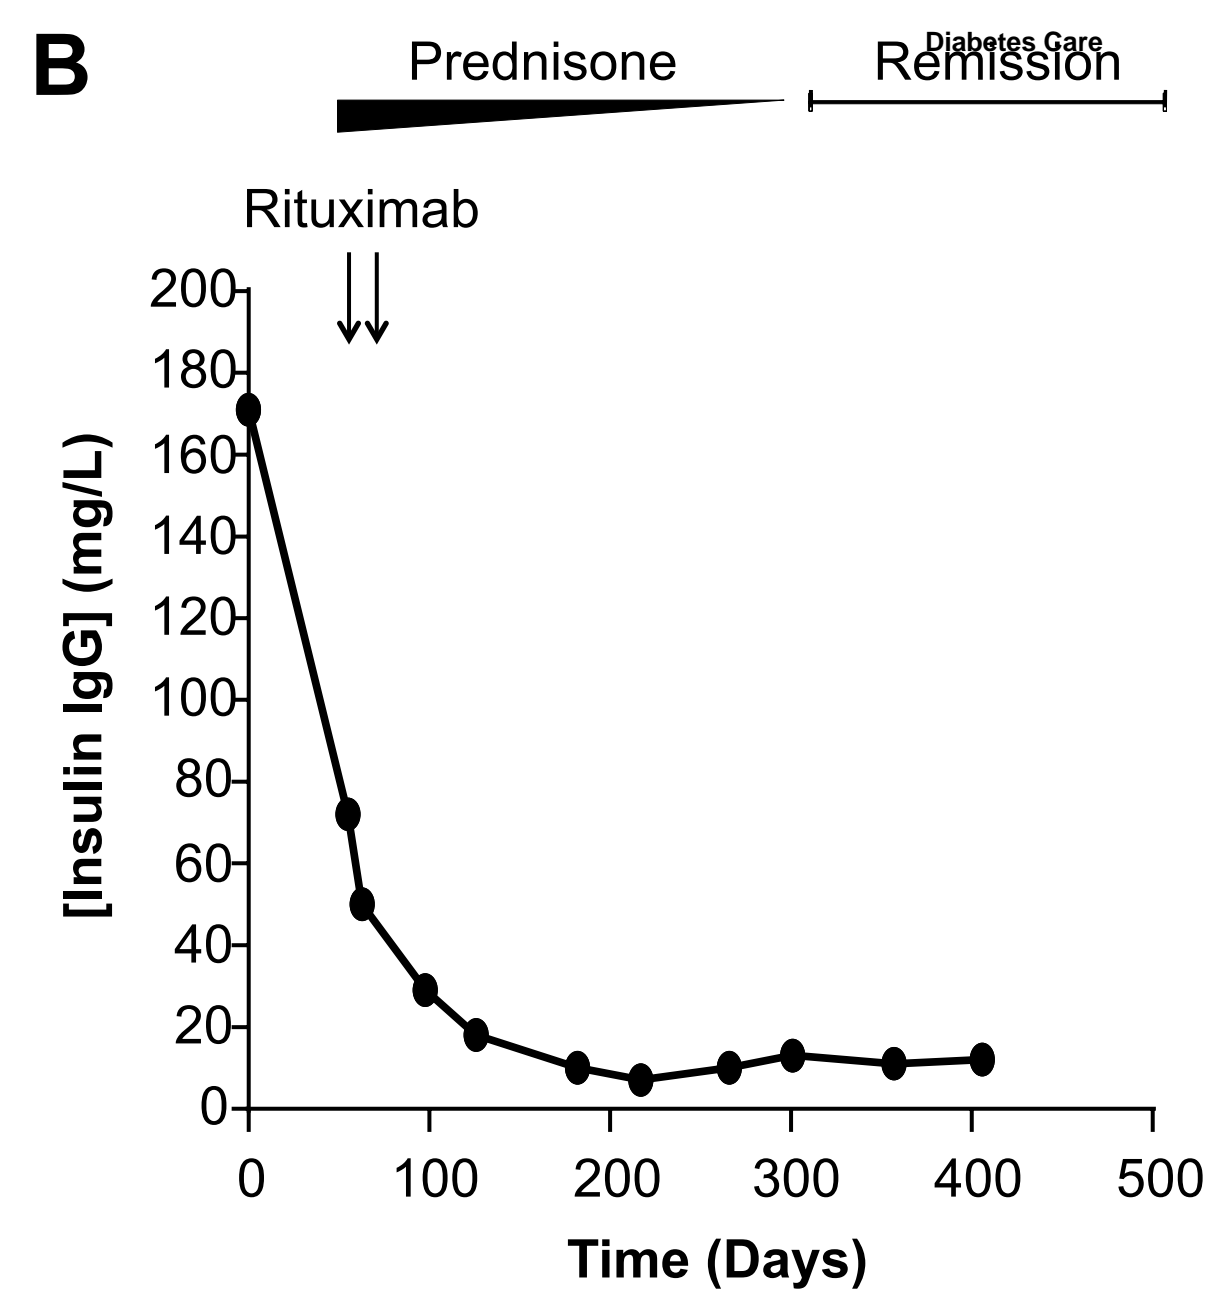 B
Diabetes Care
Prednisone
Remission
Rituximab
200
180
160
140
120
100
80
60
40
20
0
[Insulin IgG] (mg/L)
0 100 200 300 400 500
Time (Days)